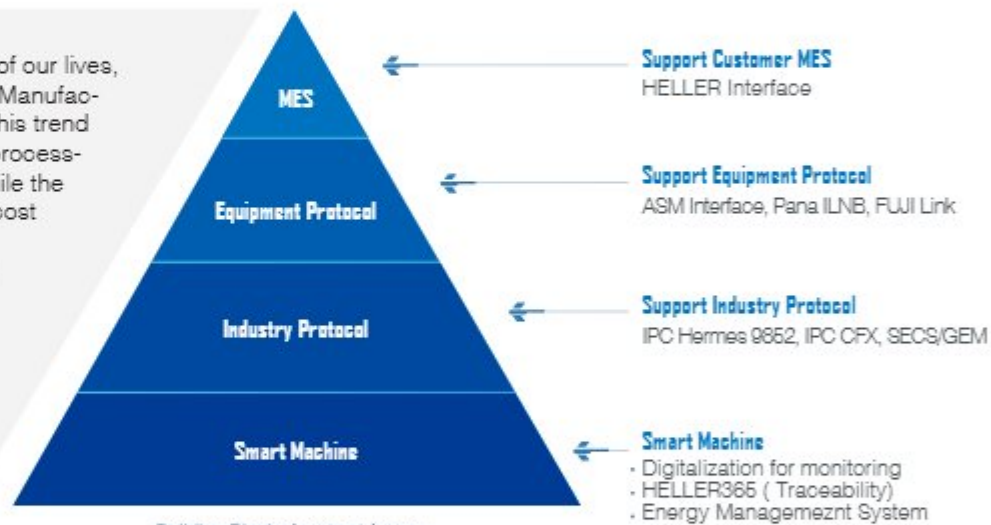 of our lives,
Manufac-
his trend
rocess-
ile the
cost
MES
Equipment Protocol
Industry Protocol
Smart Machine
Support Customer MES
HELLER Interface
Support Equipment Protocol
ASM Interface, Pana ILNB, FUJI Link
Support Industry Protocol
IPC Hermes 9852, IPC CFX, SECS/GEM
Smart Machine
• Digitalization for monitoring
• HELLER365 ( Traceability)
• Energy Managemeznt System